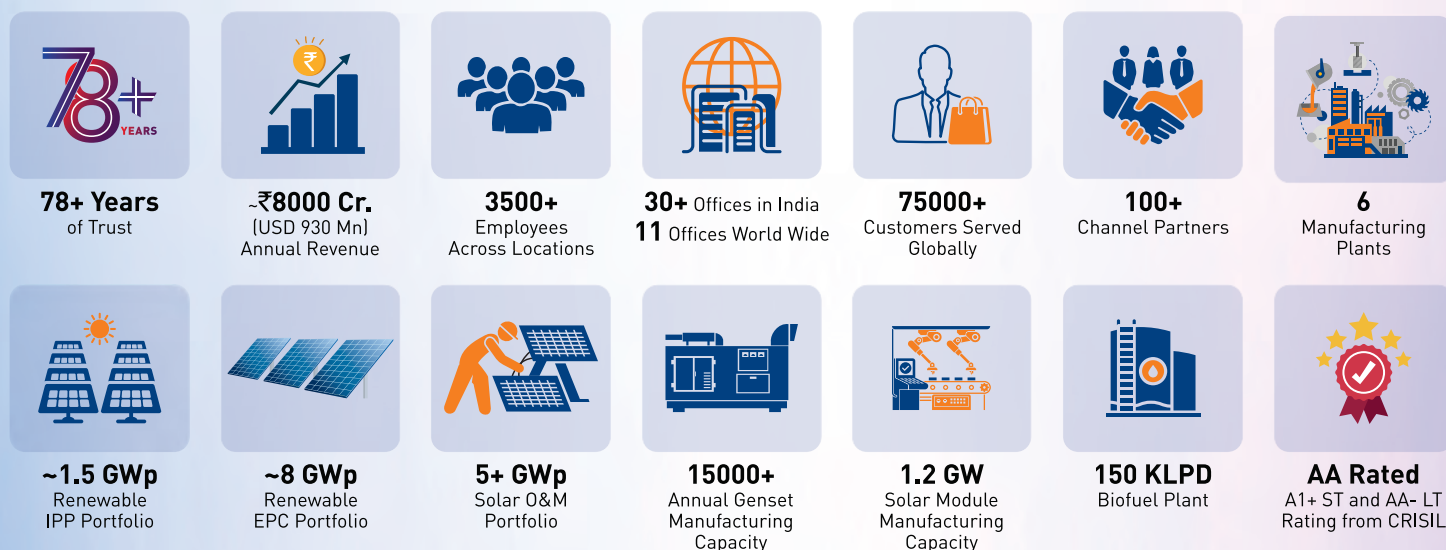 78+
YEARS
78+ Years
of Trust
~₹8000 Cr.
(USD 930 Mn)
Annual Revenue
3500+
Employees
Across Locations
30+ Offices in India
11 Offices World Wide
75000+
Customers Served
Globally
100+
Channel Partners
6
Manufacturing
Plants
~1.5 GWp
Renewable
IPP Portfolio
~8 GWp
Renewable
EPC Portfolio
5+ GWp
Solar O&M
Portfolio
15000+
Annual Genset
Manufacturing
Capacity
1.2 GW
Solar Module
Manufacturing
Capacity
150 KLPD
Biofuel Plant
AA Rated
A1+ ST and AA- LT
Rating from CRISIL